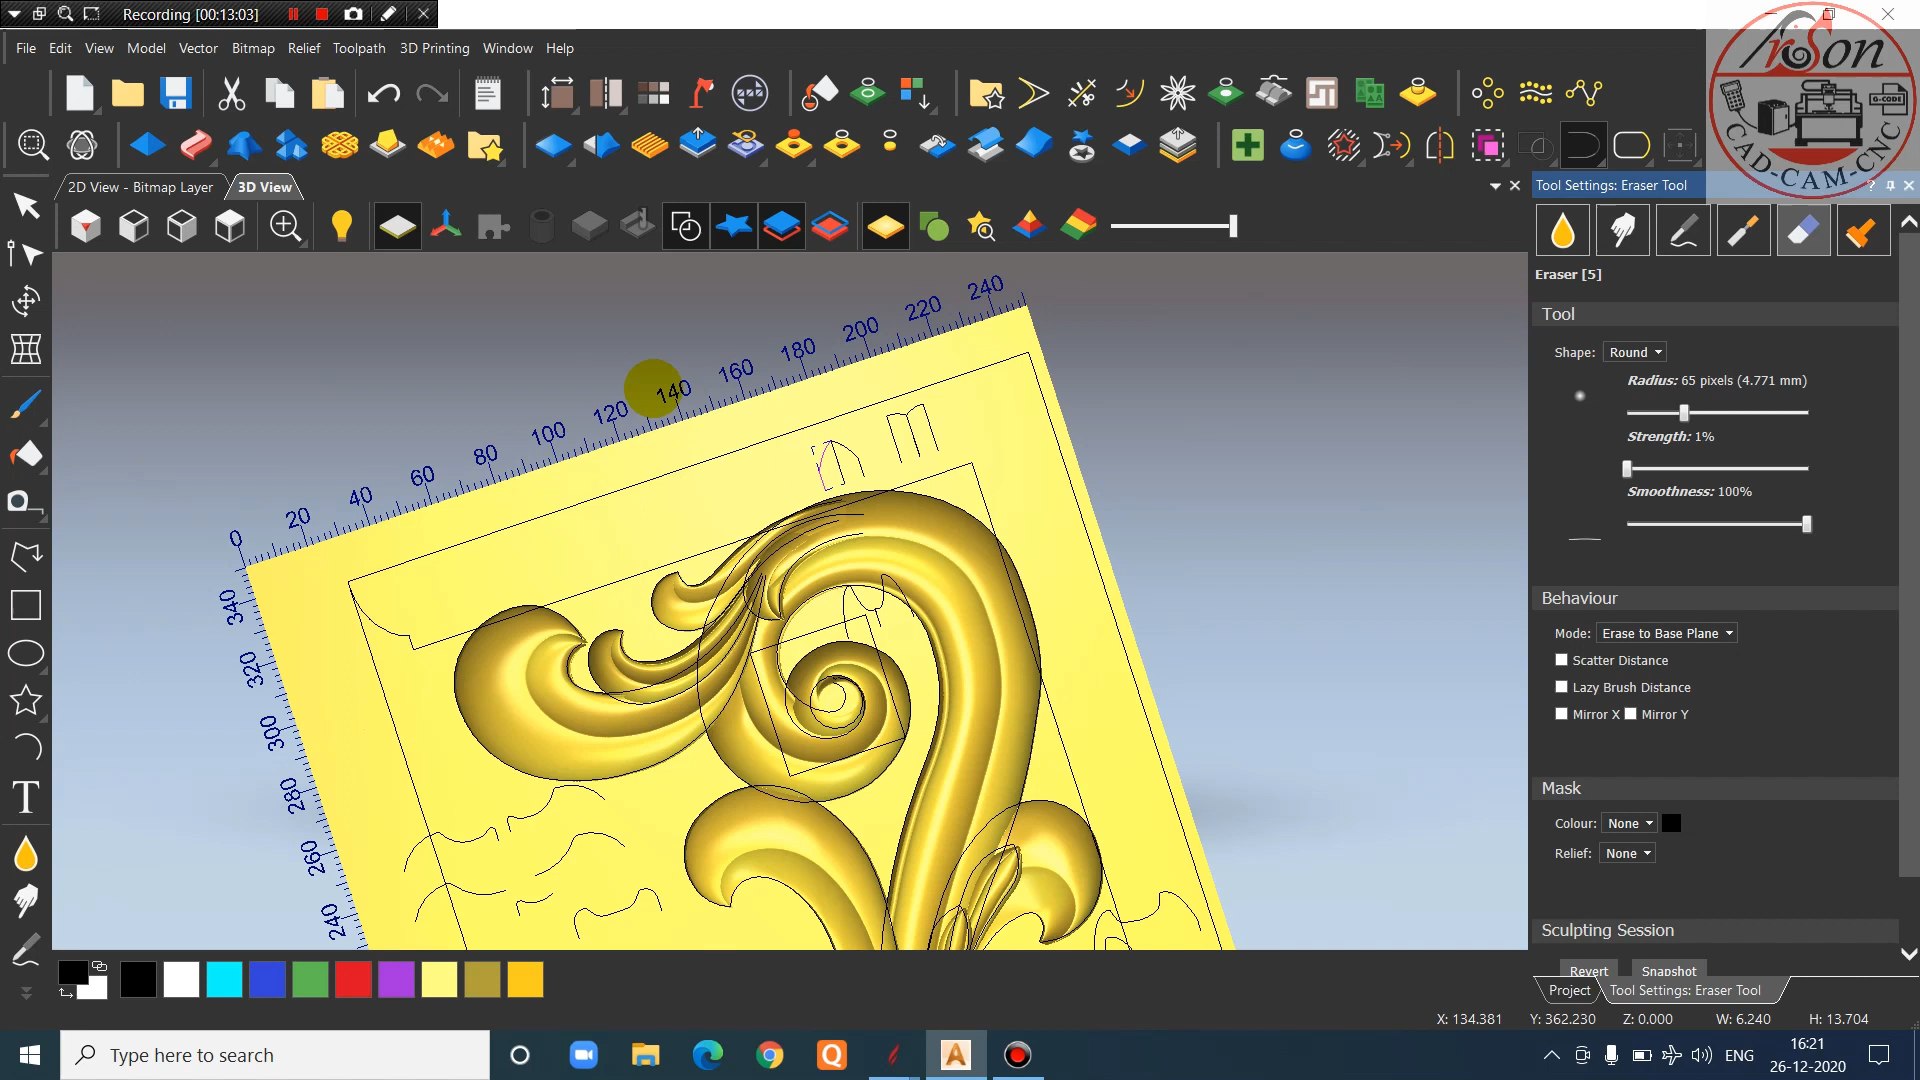 Recording [00:13:03]
File Edit View Model Vector Bitmap Relief Toolpath 3D Printing Window Help
ArSon
G-CODE
CAD-CAM-CNC
2D View - Bitmap Layer 3D View
Tool Settings: Eraser Tool
Eraser [5]
Tool
Shape: Round
Radius: 65 pixels (4.771 mm)
Strength: 1%
Smoothness: 100%
Behaviour
Mode: Erase to Base Plane
Scatter Distance
Lazy Brush Distance
Mirror X Mirror Y
Mask
Colour: None
Relief: None
Sculpting Session
Revert Snapshot
Project Tool Settings: Eraser Tool
0 20 40 60 80 100 120 140 160 180 200 220 240
340
320
300
280
260
240
X: 134.381 Y: 362.230 Z: 0.000 W: 6.240 H: 13.704
Type here to search
ENG
16:21
26-12-2020